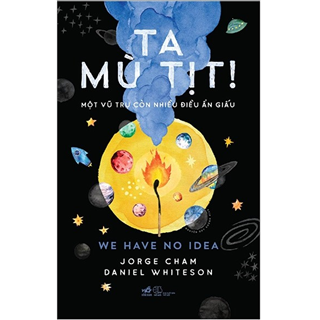 TA
MÙ TỊT!
MỘT VŨ TRỤ CÒN NHIỀU ĐIỀU ẨN GIẤU
WE HAVE NO IDEA
JORGE CHAM
DANIEL WHITESON